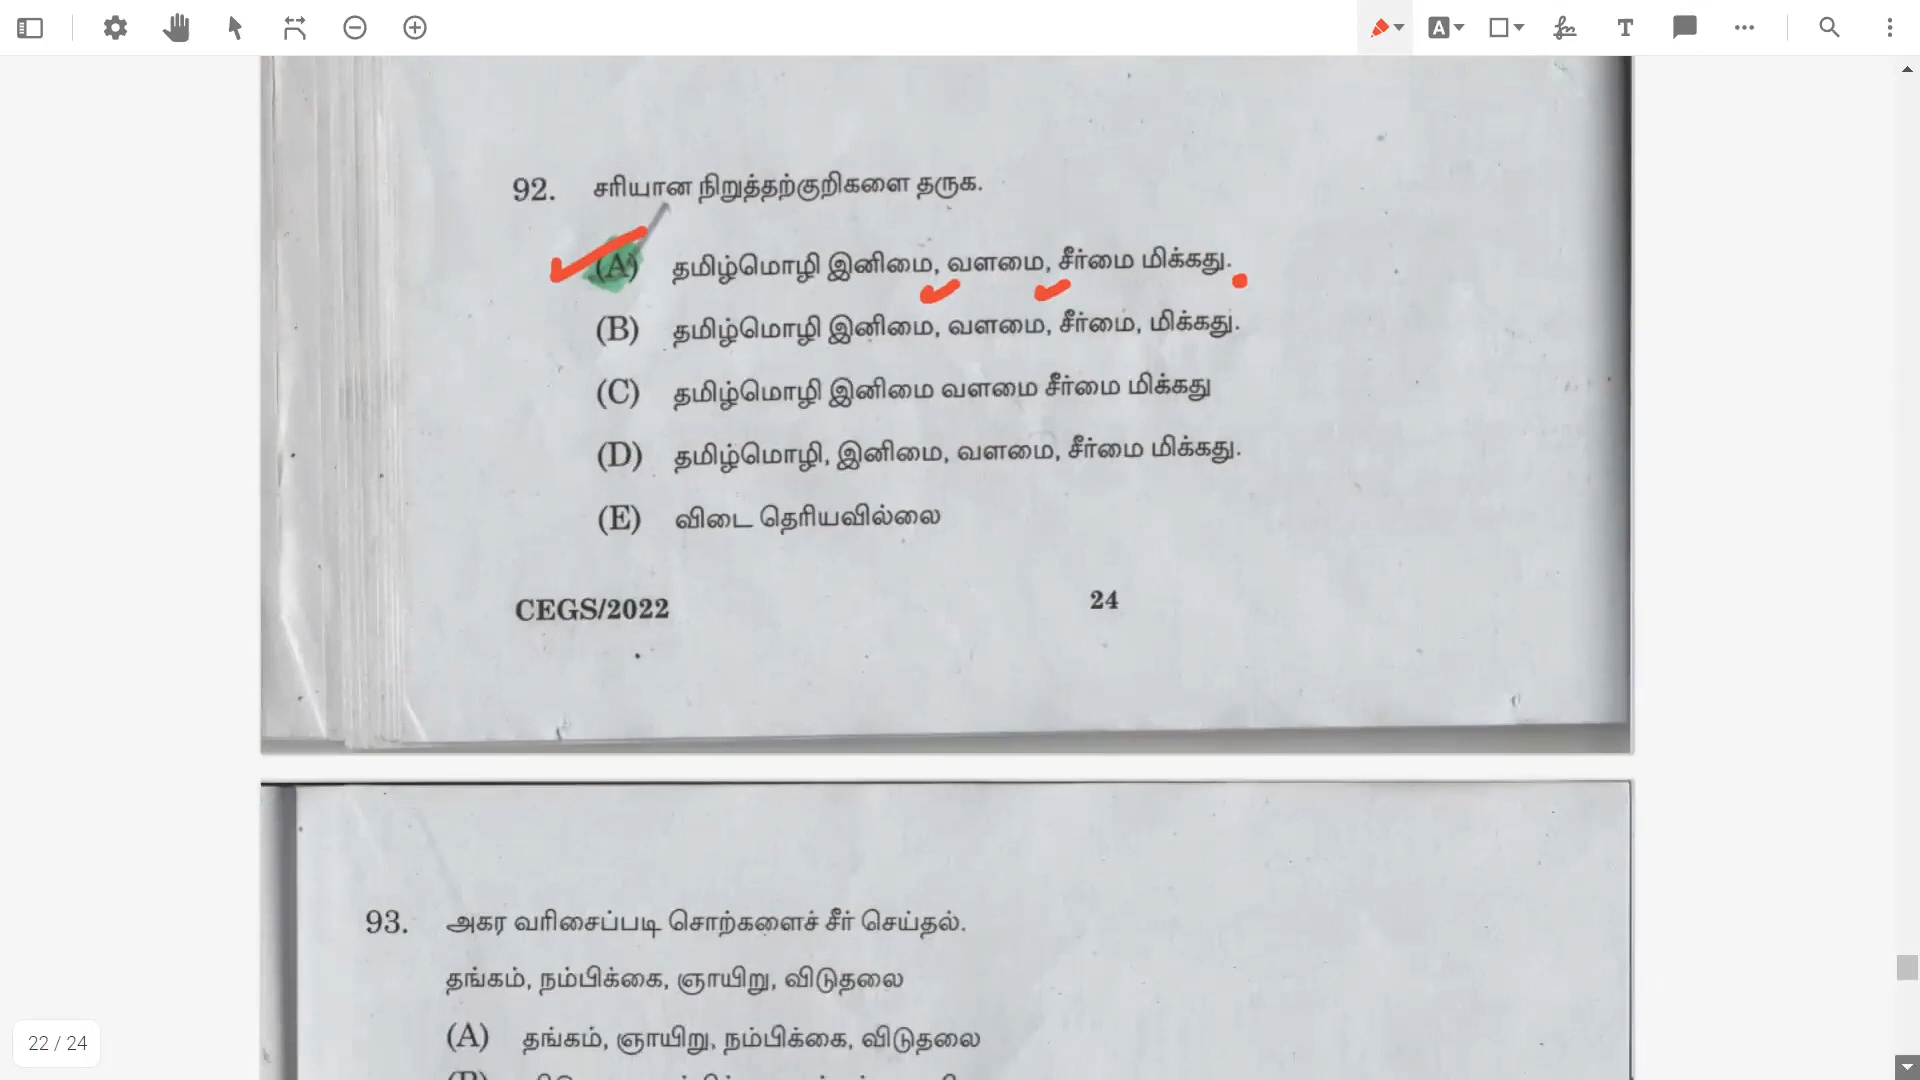 92. சரியான நிறுத்தற்குறிகளை தருக.
(A) தமிழ்மொழி இனிமை, வளமை, சீர்மை மிக்கது.
(B) தமிழ்மொழி இனிமை, வளமை, சீர்மை, மிக்கது.
(C) தமிழ்மொழி இனிமை வளமை சீர்மை மிக்கது
(D) தமிழ்மொழி, இனிமை, வளமை, சீர்மை மிக்கது.
(E) விடை தெரியவில்லை
CEGS/2022 24
93. அகர வரிசைப்படி சொற்களைச் சீர் செய்தல்.
தங்கம், நம்பிக்கை, ஞாயிறு, விடுதலை
(A) தங்கம், ஞாயிறு, நம்பிக்கை, விடுதலை
22 / 24